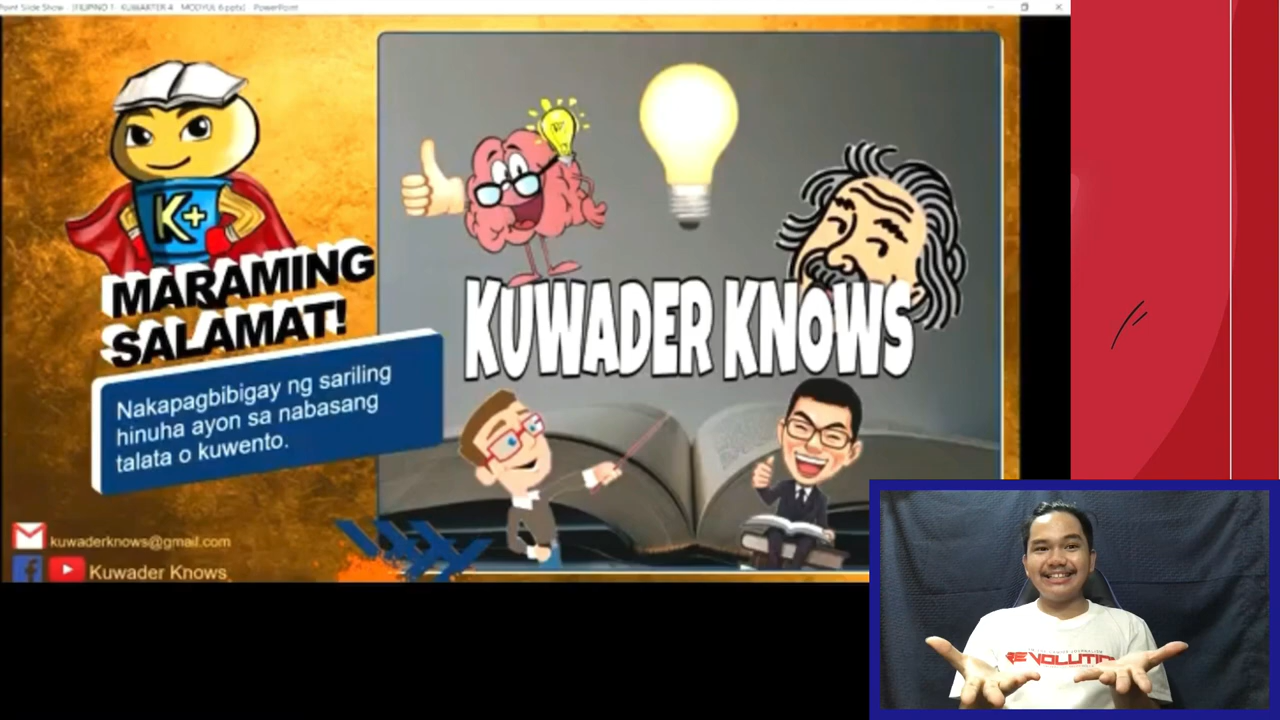 Point Slide Show - [FILIPINO 1 - KUWARTER 4 - MODYUL 6.pptx] - PowerPoint
K+
MARAMING
SALAMAT!
Nakapagbibigay ng sariling
hinuha ayon sa nabasang
talata o kuwento.
kuwaderknows@gmail.com
Kuwader Knows
KUWADER KNOWS
REVOLUTION